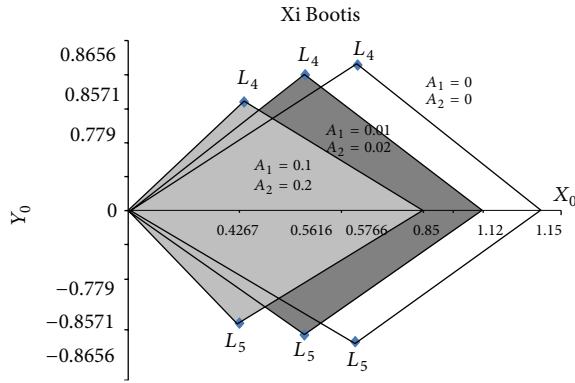 Xi Bootis
0.8656
0.8571
0.779
0
−0.779
−0.8571
−0.8656
Y₀
L₄
L₄
L₄
A₁ = 0
A₂ = 0
A₁ = 0.01
A₂ = 0.02
A₁ = 0.1
A₂ = 0.2
X₀
0.4267 0.5616 0.5766 0.85 1.12 1.15
L₅
L₅
L₅